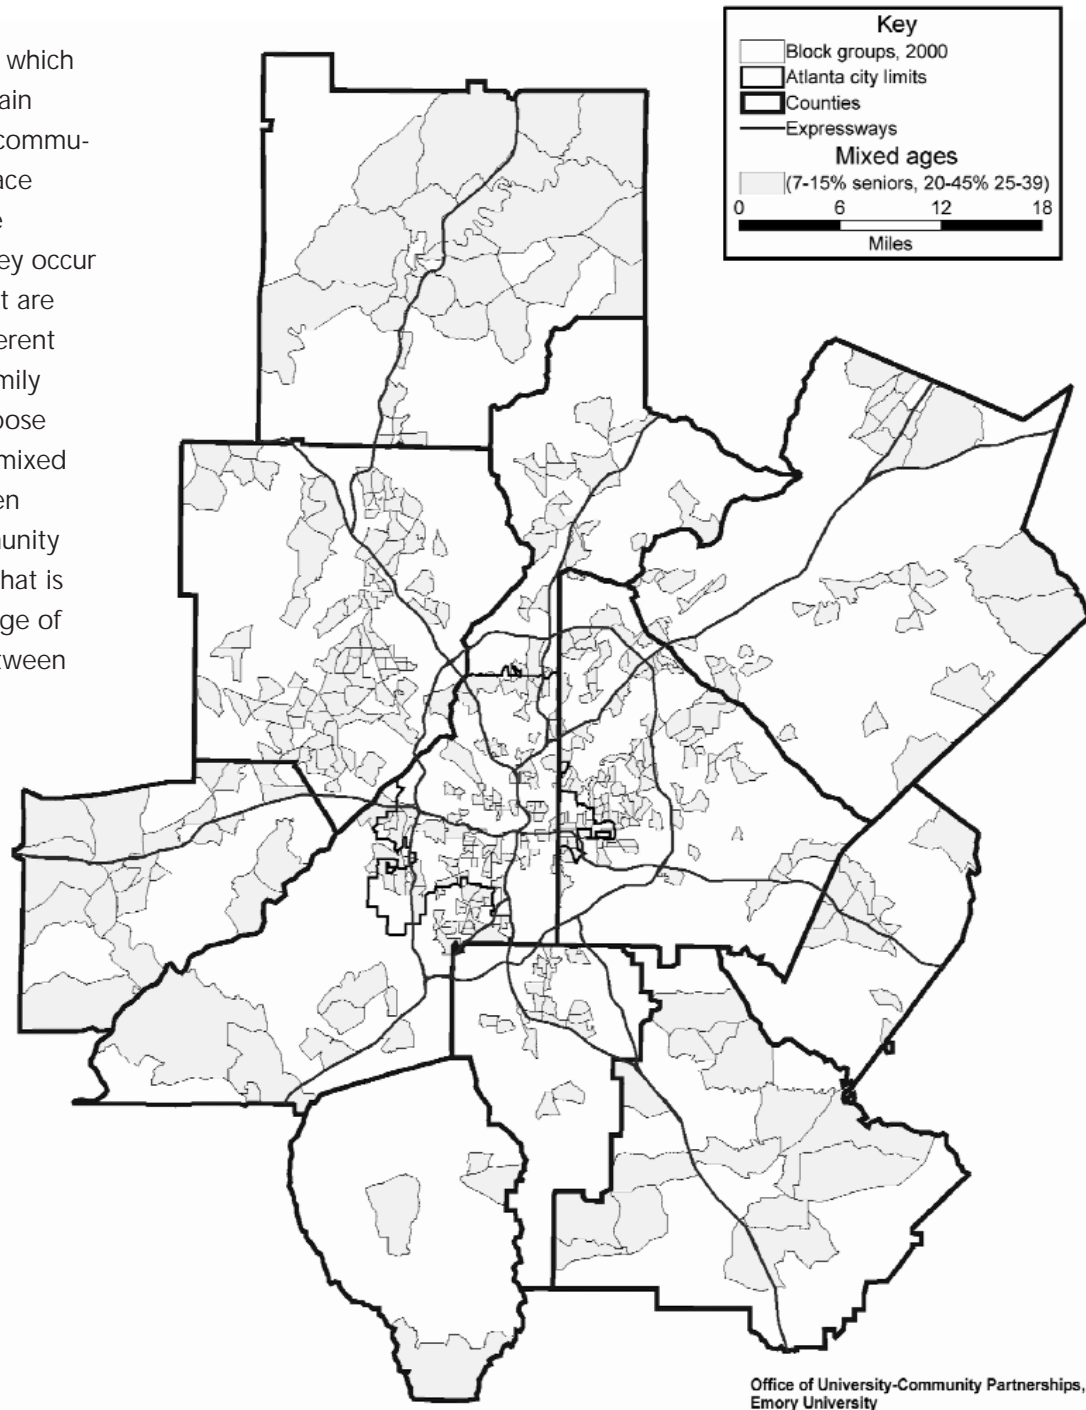 which
ain
commu-
ace
e
ey occur
t are
erent
mily
oose
mixed
en
unity
hat is
ge of
tween
Key
Block groups, 2000
Atlanta city limits
Counties
Expressways
Mixed ages
(7-15% seniors, 20-45% 25-39)
0 6 12 18
Miles
Office of University-Community Partnerships,
Emory University